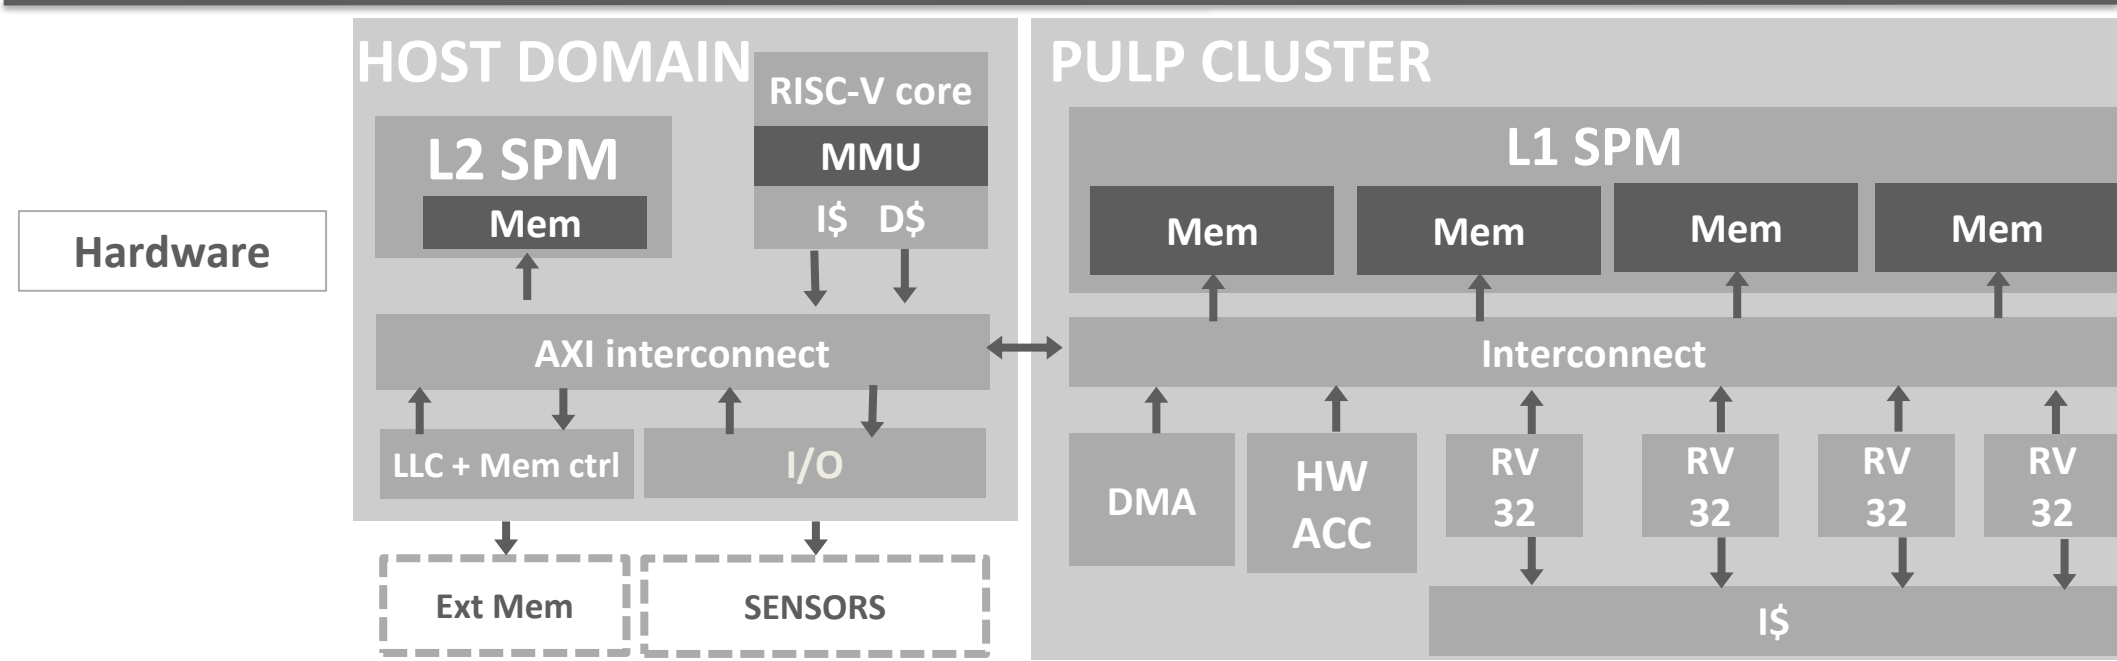 HOST DOMAIN
PULP CLUSTER
RISC-V core
MMU
I$ D$
L2 SPM
Mem
L1 SPM
Mem
Mem
Mem
Mem
Hardware
AXI interconnect
Interconnect
LLC + Mem ctrl
I/O
DMA
HW
ACC
RV
32
RV
32
RV
32
RV
32
Ext Mem
SENSORS
I$